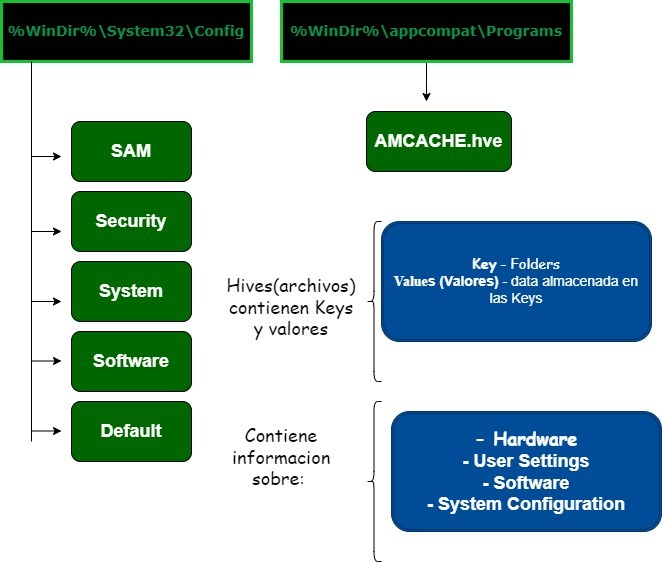 %WinDir%\System32\Config
%WinDir%\appcompat\Programs
SAM
Security
System
Software
Default
AMCACHE.hve
Hives(archivos)
contienen Keys
y valores
Key - Folders
Values (Valores) - data almacenada en
las Keys
Contiene
informacion
sobre:
- Hardware
- User Settings
- Software
- System Configuration